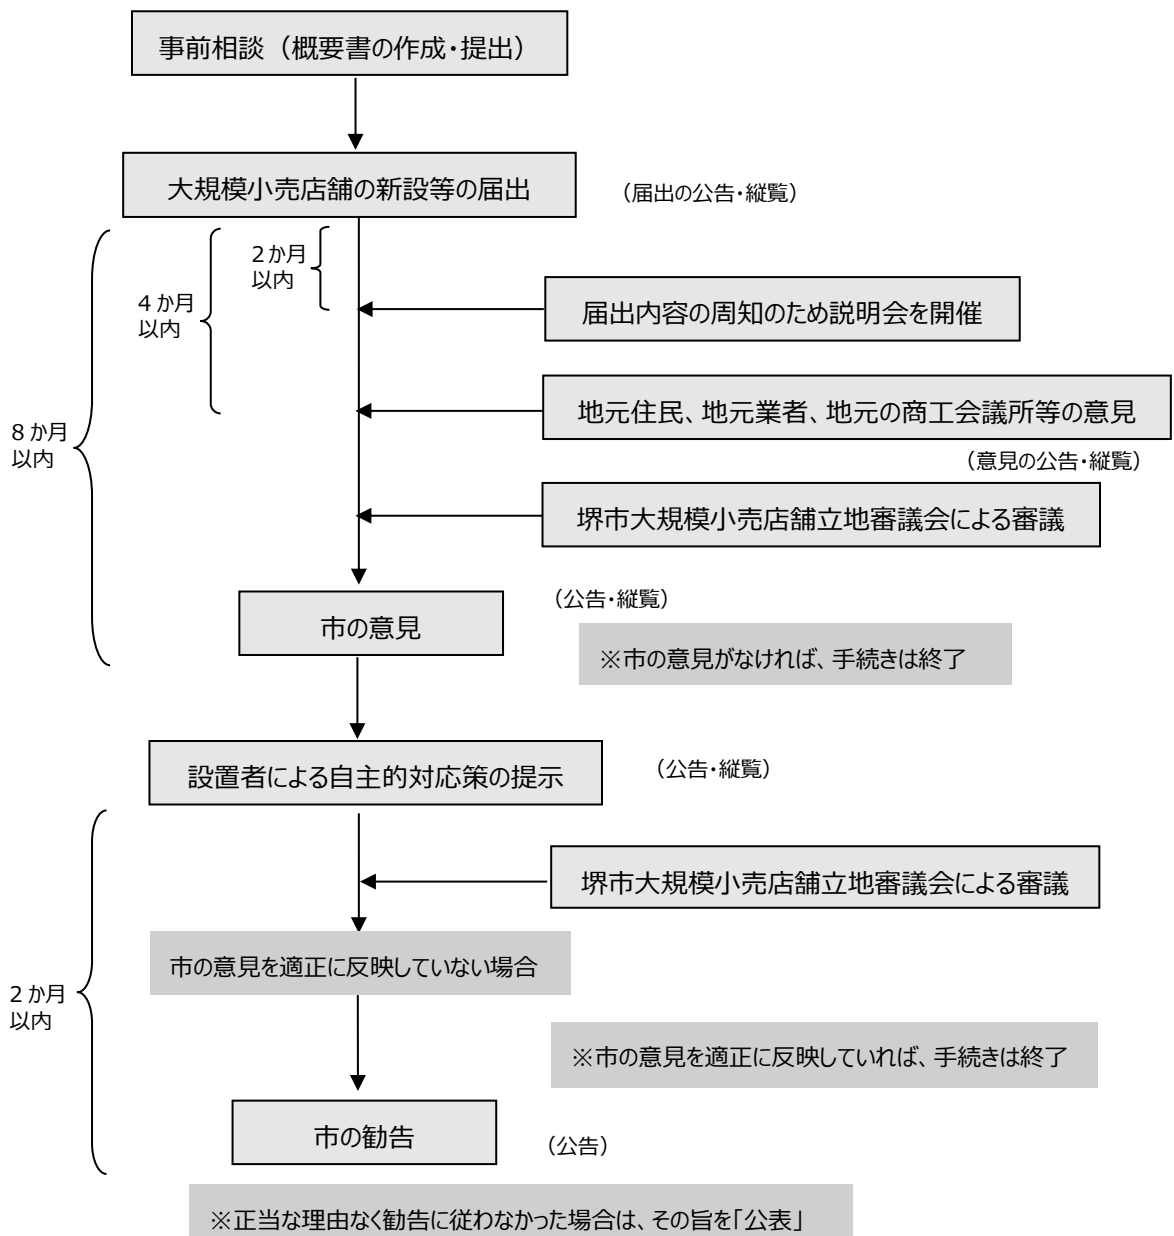 事前相談（概要書の作成・提出）
大規模小売店舗の新設等の届出
（届出の公告・縦覧）
２か月
以内
４か月
以内
届出内容の周知のため説明会を開催
地元住民、地元業者、地元の商工会議所等の意見
（意見の公告・縦覧）
８か月
以内
堺市大規模小売店舗立地審議会による審議
市の意見
（公告・縦覧）
※市の意見がなければ、手続きは終了
設置者による自主的対応策の提示
（公告・縦覧）
堺市大規模小売店舗立地審議会による審議
市の意見を適正に反映していない場合
２か月
以内
※市の意見を適正に反映していれば、手続きは終了
市の勧告
（公告）
※正当な理由なく勧告に従わなかった場合は、その旨を「公表」